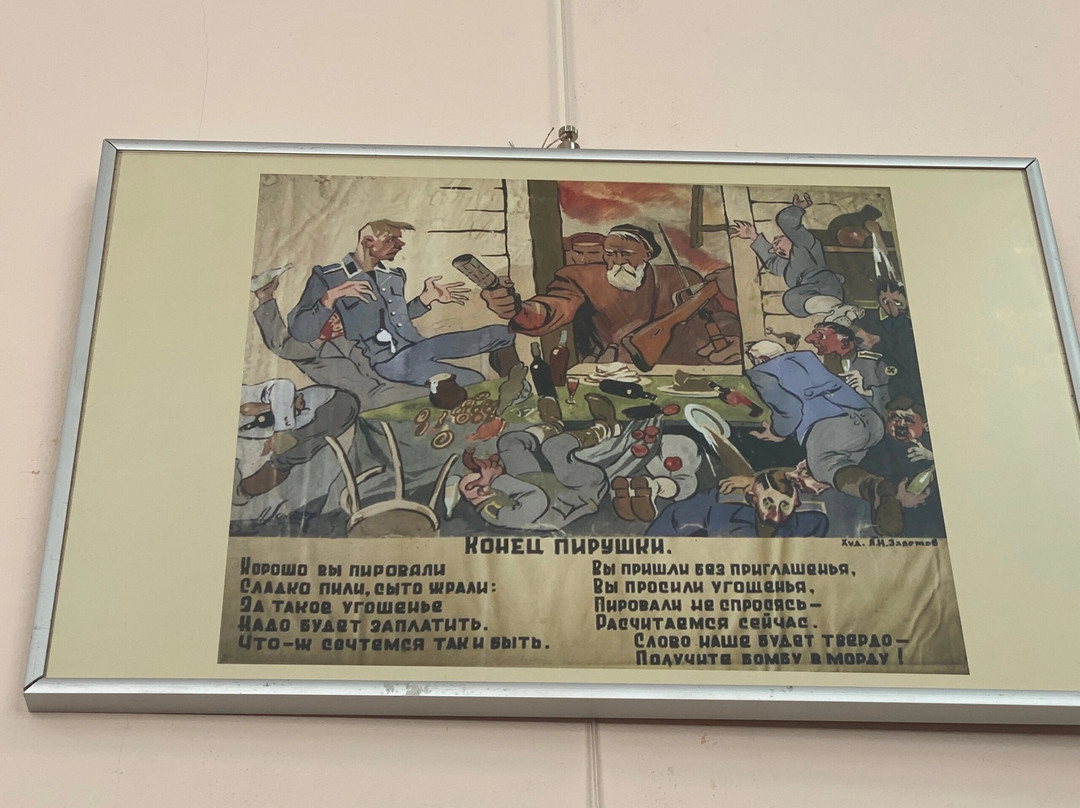 КОНЕЦ ПИРУШКИ.
Худ. Л.И. Золотов
Хорошо вы пировали
Сладко пили, сыто жрали:
За такое угощенье
Надо будет заплатить.
Что-ж сочтемся так и быть.
Вы пришли без приглашенья,
Вы просили угощенья,
Пировали не спросясь—
Расчитаемся сейчас.
Слово наше будет твердо—
Получите бомбу в морду!